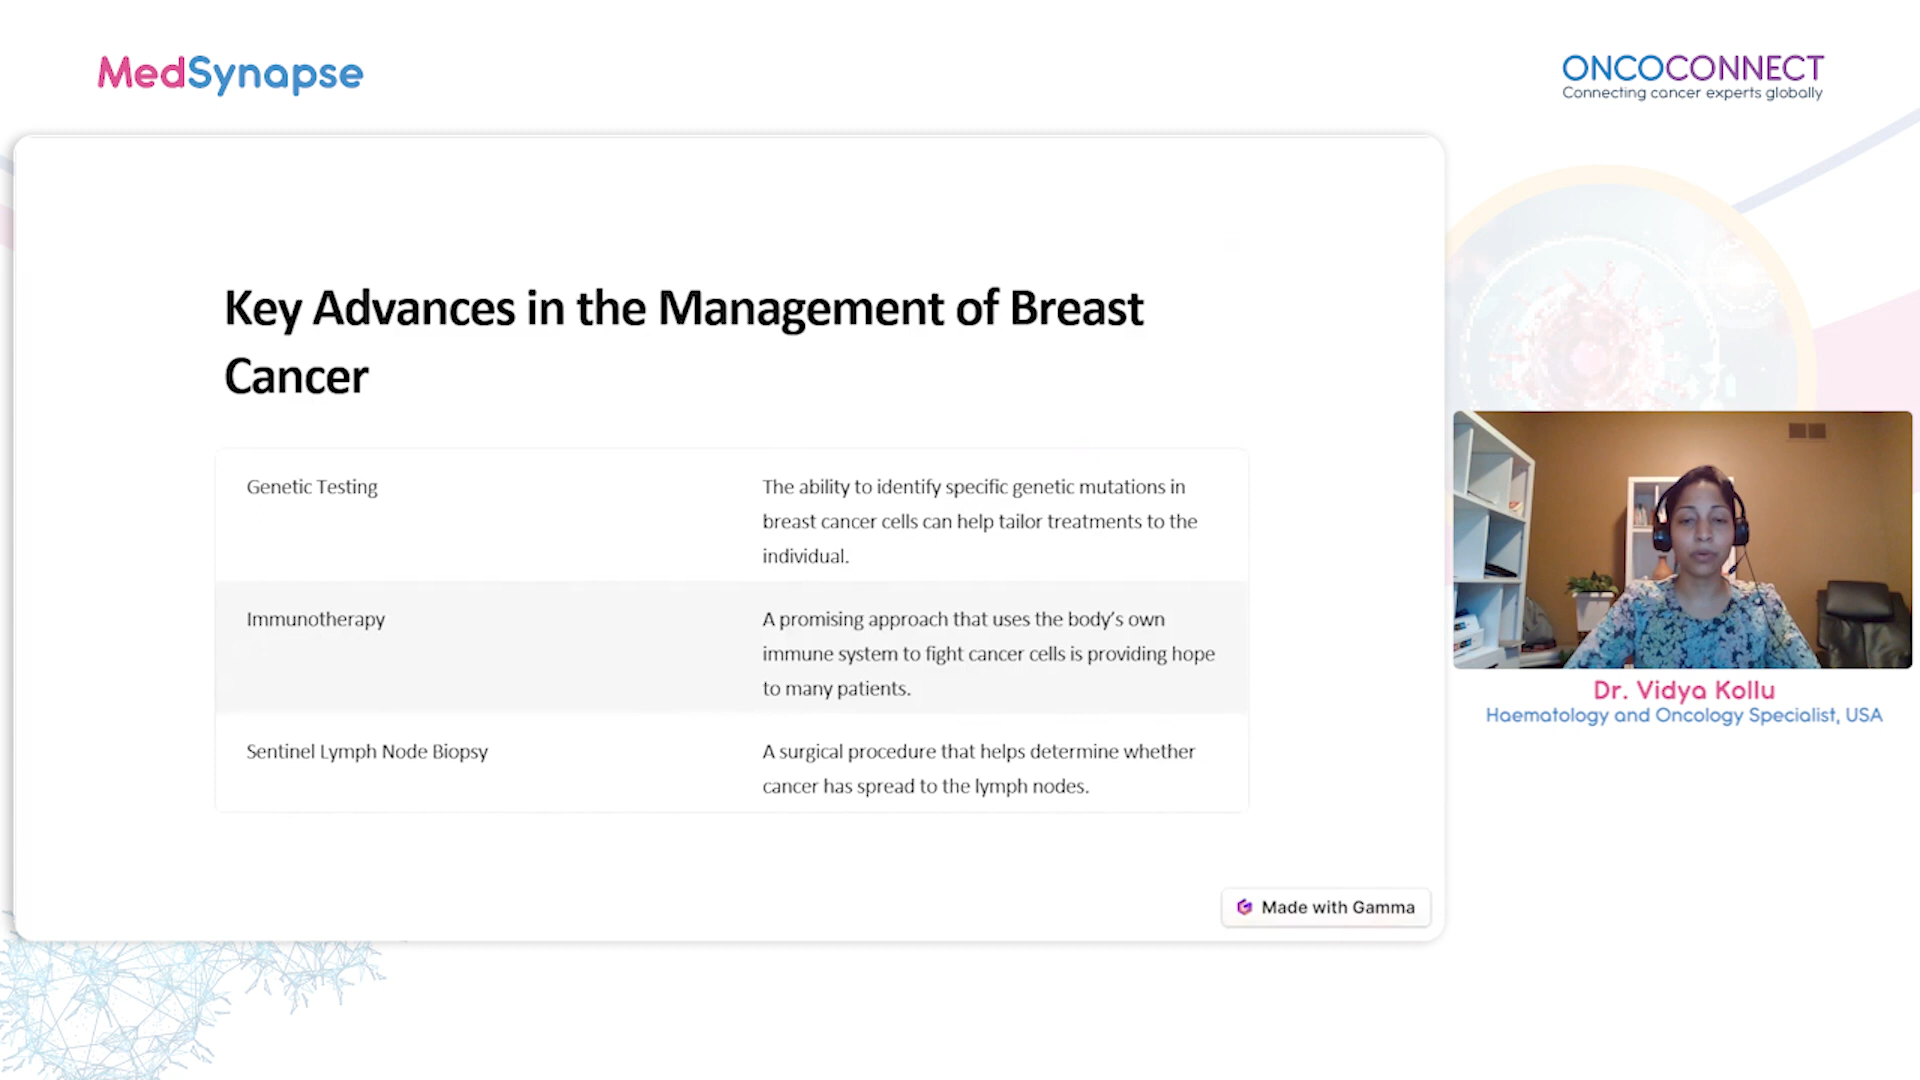 MedSynapse
ONCOCONNECT
Connecting cancer experts globally
Key Advances in the Management of Breast
Cancer
Genetic Testing
The ability to identify specific genetic mutations in
breast cancer cells can help tailor treatments to the
individual.
Immunotherapy
A promising approach that uses the body’s own
immune system to fight cancer cells is providing hope
to many patients.
Sentinel Lymph Node Biopsy
A surgical procedure that helps determine whether
cancer has spread to the lymph nodes.
Made with Gamma
Dr. Vidya Kollu
Haematology and Oncology Specialist, USA